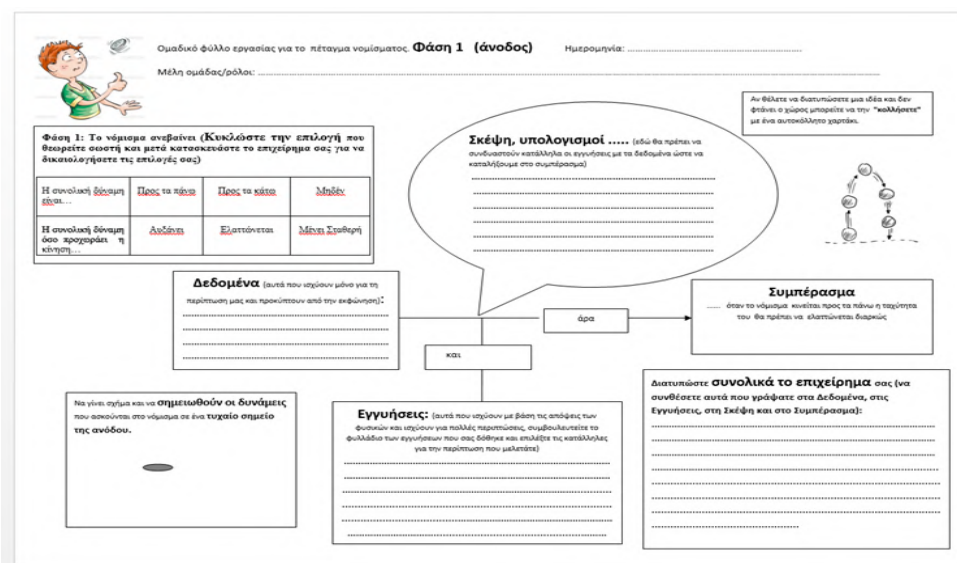 Ομαδικό φύλλο εργασίας για το πέταγμα νομίσματος. Φάση 1 (άνοδος) Ημερομηνία: ..........
Μέλη ομάδας/ρόλοι: ..........
Αν θέλετε να διατυπώσετε μια ιδέα και δεν
φτάνει ο χώρος μπορείτε να την "κολλήσετε"
με ένα αυτοκόλλητο χαρτάκι.
Φάση 1: Το νόμισμα ανεβαίνει (Κυκλώστε την επιλογή που
θεωρείτε σωστή και μετά κατασκευάστε το επιχείρημα σας για να
δικαιολογήσετε τις επιλογές σας)
Η συνολική δύναμη είναι… Προς τα πάνω Προς τα κάτω Μηδέν
Η συνολική δύναμη όσο προχωράει η κίνηση… Αυξάνει Ελαττώνεται Μένει Σταθερή
Σκέψη, υπολογισμοί ..... (εδώ θα πρέπει να
συνδυαστούν κατάλληλα οι εγγυήσεις με τα δεδομένα ώστε να
καταλήξουμε στο συμπέρασμα)
Δεδομένα (αυτά που ισχύουν μόνο για τη
περίπτωση μας και προκύπτουν από την εκφώνηση):
άρα
Συμπέρασμα
...... όταν το νόμισμα κινείται προς τα πάνω η ταχύτητα
του θα πρέπει να ελαττώνεται διαρκώς
και
Να γίνει σχήμα και να σημειωθούν οι δυνάμεις
που ασκούνται στο νόμισμα σε ένα τυχαίο σημείο
της ανόδου.
Εγγυήσεις: (αυτά που ισχύουν με βάση τις απόψεις των
φυσικών και ισχύουν για πολλές περιπτώσεις, συμβουλευτείτε το
φυλλάδιο των εγγυήσεων που σας δόθηκε και επιλέξτε τις κατάλληλες
για την περίπτωση που μελετάτε)
Διατυπώστε συνολικά το επιχείρημα σας (να
συνθέσετε αυτά που γράψατε στα Δεδομένα, στις
Εγγυήσεις, στη Σκέψη και στο Συμπέρασμα):